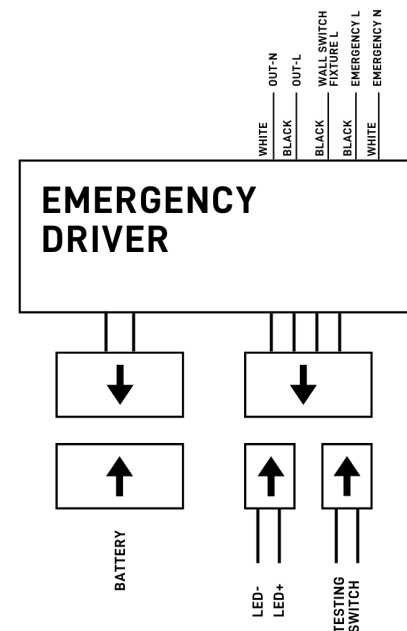 OUT-N
OUT-L
WALL SWITCH
FIXTURE L
EMERGENCY L
EMERGENCY N
WHITE
BLACK
BLACK
BLACK
WHITE
EMERGENCY
DRIVER
BATTERY
LED-
LED+
TESTING
SWITCH